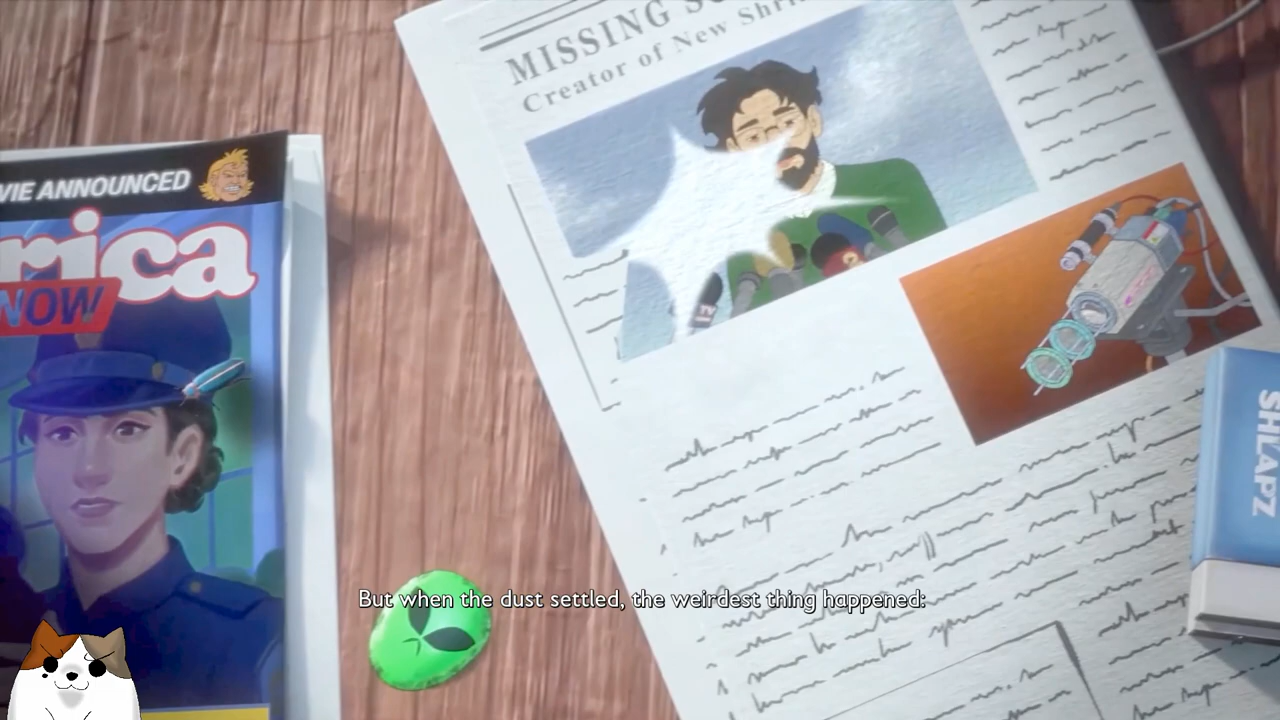 MISSING
Creator of New Shri
VIE ANNOUNCED
rica
NOW
SHLAPZ
But when the dust settled, the weirdest thing happened: